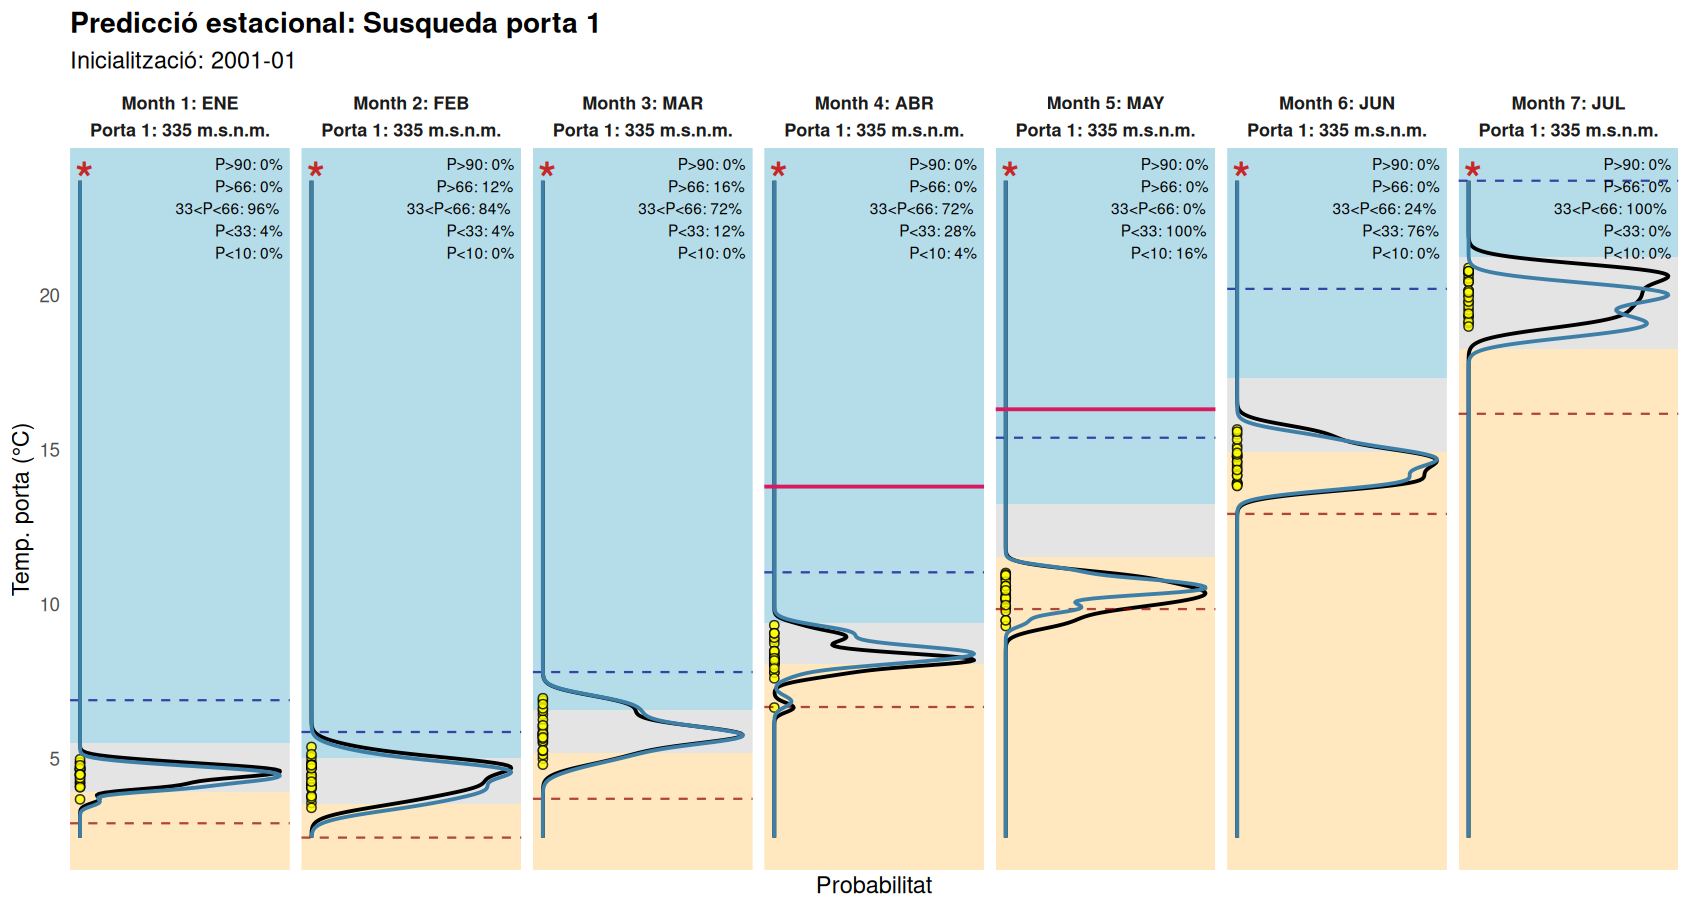 Predicció estacional: Susqueda porta 1
Inicialització: 2001-01
Month 1: ENE
Porta 1: 335 m.s.n.m.
Month 2: FEB
Porta 1: 335 m.s.n.m.
Month 3: MAR
Porta 1: 335 m.s.n.m.
Month 4: ABR
Porta 1: 335 m.s.n.m.
Month 5: MAY
Porta 1: 335 m.s.n.m.
Month 6: JUN
Porta 1: 335 m.s.n.m.
Month 7: JUL
Porta 1: 335 m.s.n.m.
*
P>90: 0%
P>66: 0%
33<P<66: 96%
P<33: 4%
P<10: 0%
*
P>90: 0%
P>66: 12%
33<P<66: 84%
P<33: 4%
P<10: 0%
*
P>90: 0%
P>66: 16%
33<P<66: 72%
P<33: 12%
P<10: 0%
*
P>90: 0%
P>66: 0%
33<P<66: 72%
P<33: 28%
P<10: 4%
*
P>90: 0%
P>66: 0%
33<P<66: 0%
P<33: 100%
P<10: 16%
*
P>90: 0%
P>66: 0%
33<P<66: 24%
P<33: 76%
P<10: 0%
*
P>90: 0%
P>66: 0%
33<P<66: 100%
P<33: 0%
P<10: 0%
20
15
10
5
Temp. porta (°C)
Probabilitat